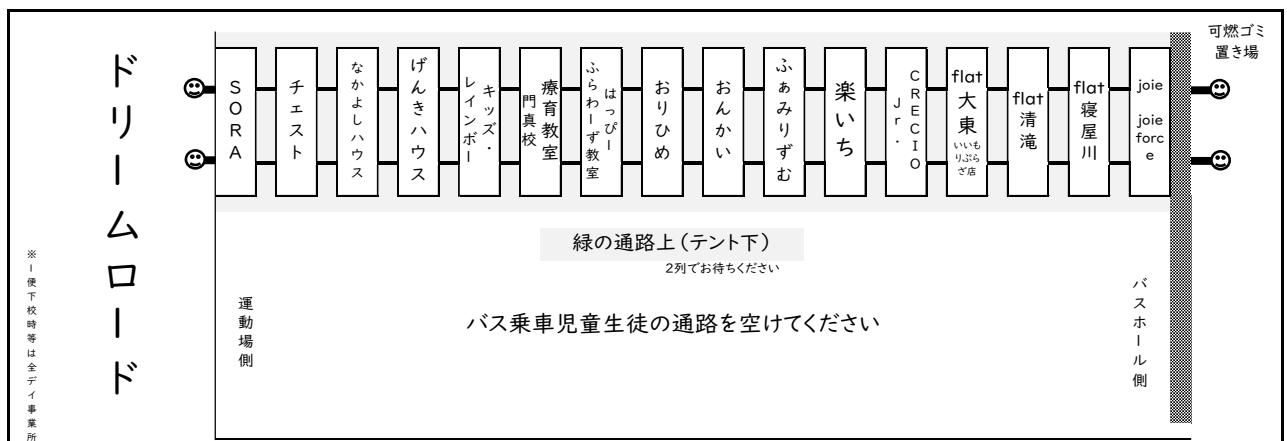 可燃ゴミ
置き場
ドリームロード
※1便下校時等は全デイ事業所
SORA
チェスト
なかよしハウス
げんきハウス
キッズ・
レインボー
療育教室
門真校
はっぴー
ふらわーず教室
おりひめ
おんかい
ふぁみりずむ
楽いち
CRECIO
Jr.
flat
大東
いいも
りぷら
ざ店
flat
清滝
flat
寝屋川
joie
joie
forc
e
緑の通路上(テント下)
2列でお待ちください
運動場側
バス乗車児童生徒の通路を空けてください
バスホール側